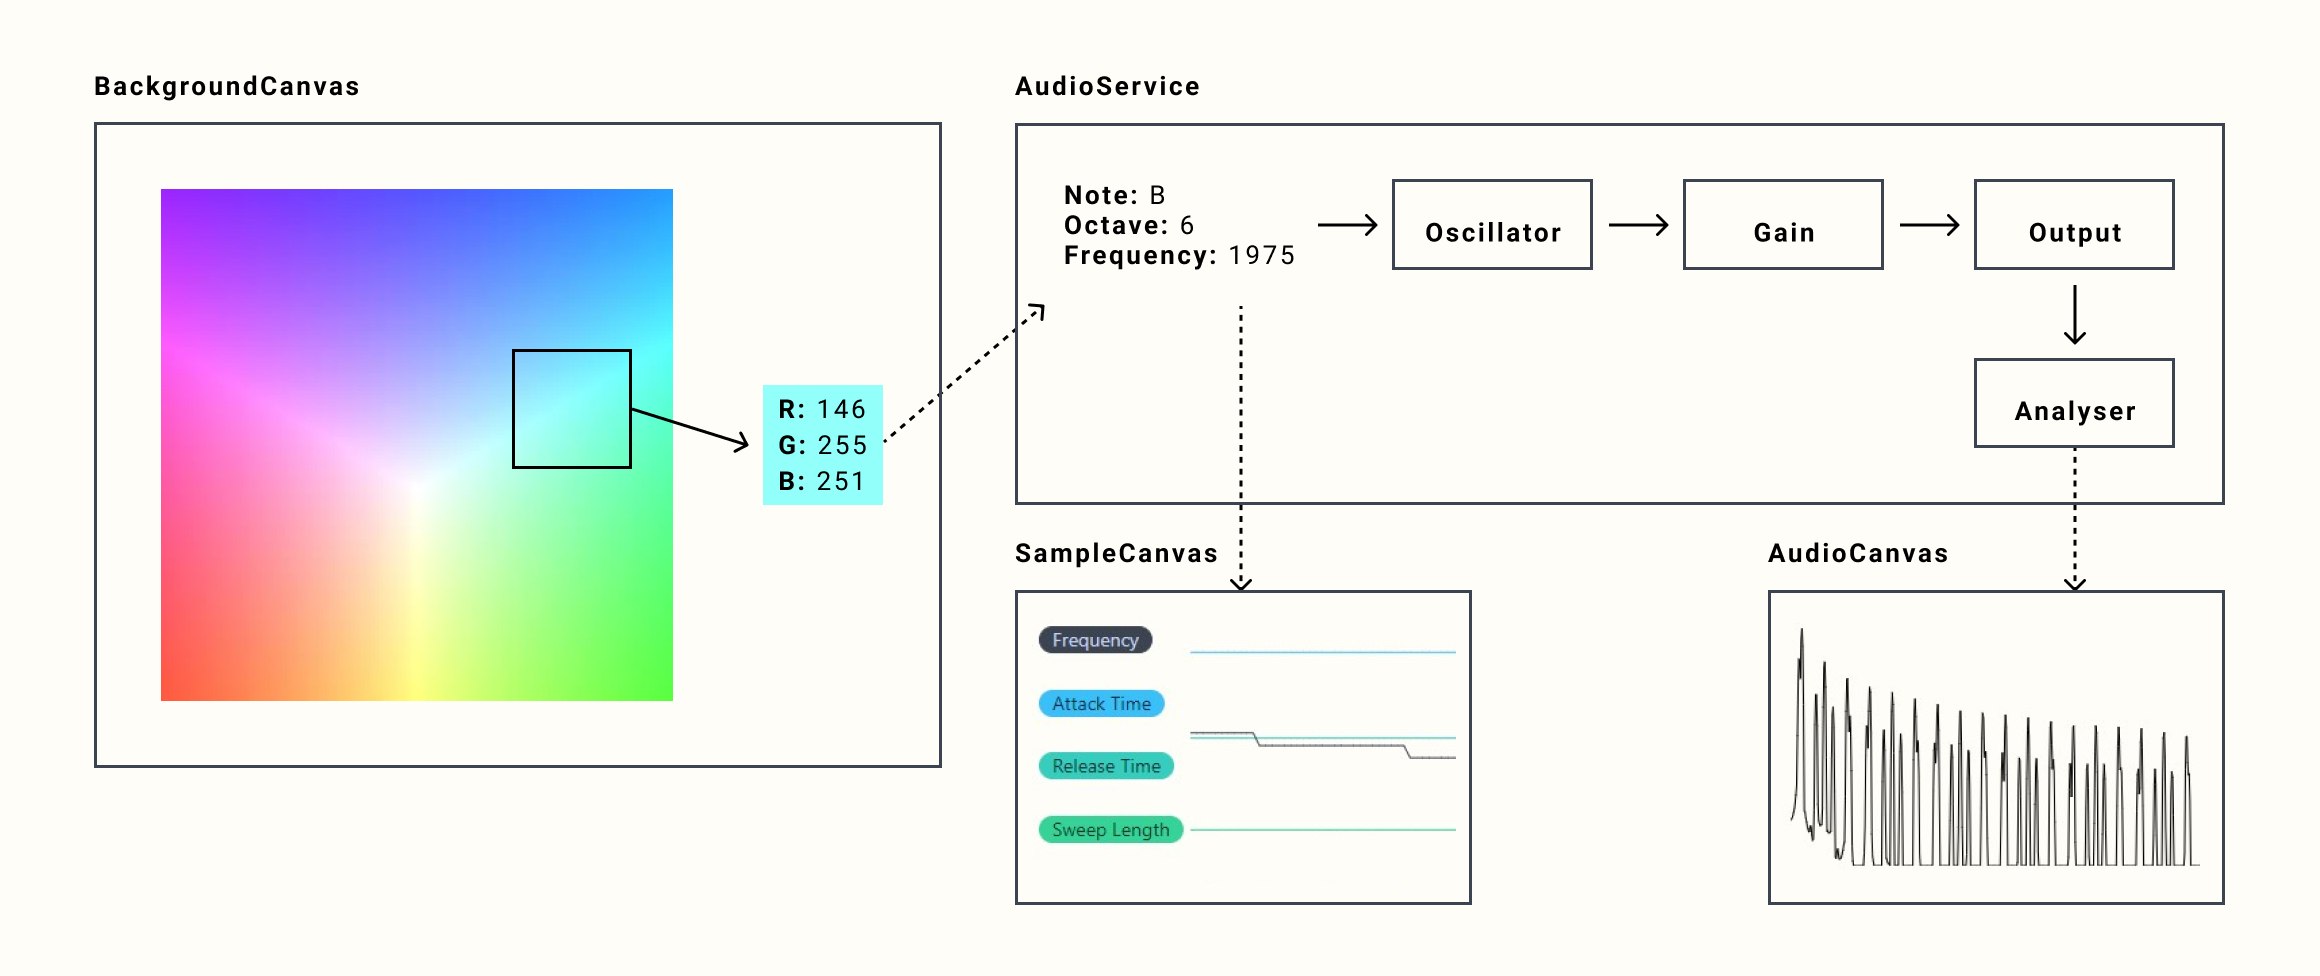 BackgroundCanvas
R: 146
G: 255
B: 251
AudioService
Note: B
Octave: 6
Frequency: 1975
Oscillator
Gain
Output
Analyser
SampleCanvas
Frequency
Attack Time
Release Time
Sweep Length
AudioCanvas